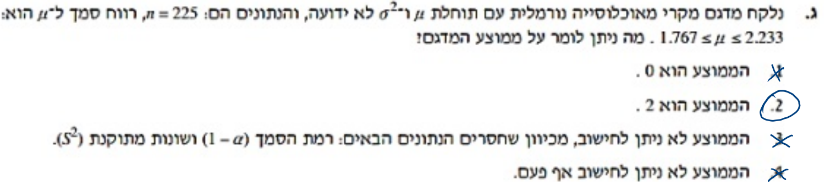 ג. נלקח מדגם מקרי מאוכלוסייה נורמלית עם תוחלת μ ו־σ² לא ידועה, והנתונים הם: n = 225, רווח סמך ל־μ הוא:
1.767 ≤ μ ≤ 2.233 . מה ניתן לומר על ממוצע המדגם?
1. הממוצע הוא 0 .
2. הממוצע הוא 2 .
3. הממוצע לא ניתן לחישוב, מכיוון שחסרים הנתונים הבאים: רמת הסמך (1 – α) ושונות מתוקנת (S²).
4. הממוצע לא ניתן לחישוב אף פעם.